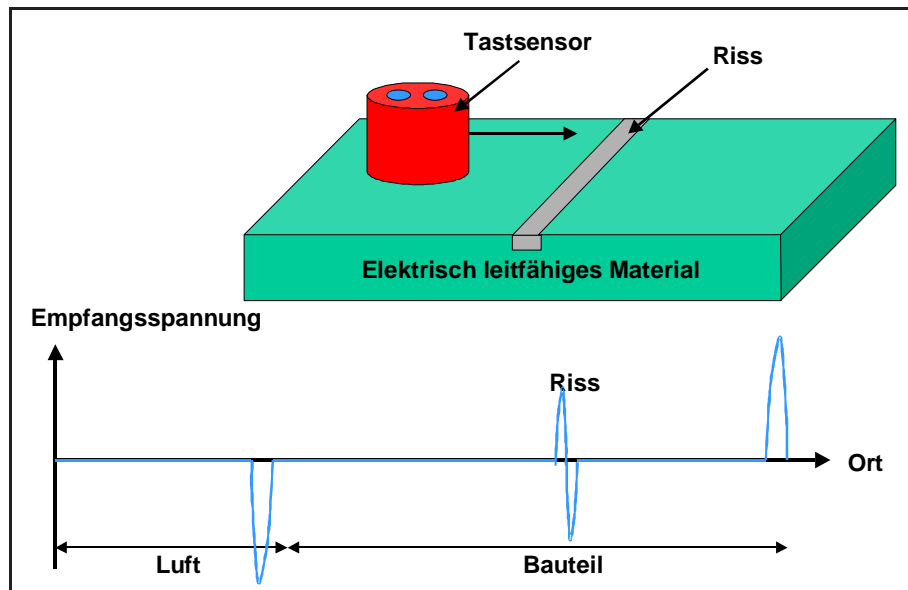 Tastsensor
Riss
Elektrisch leitfähiges Material
Empfangsspannung
Riss
Ort
Luft
Bauteil